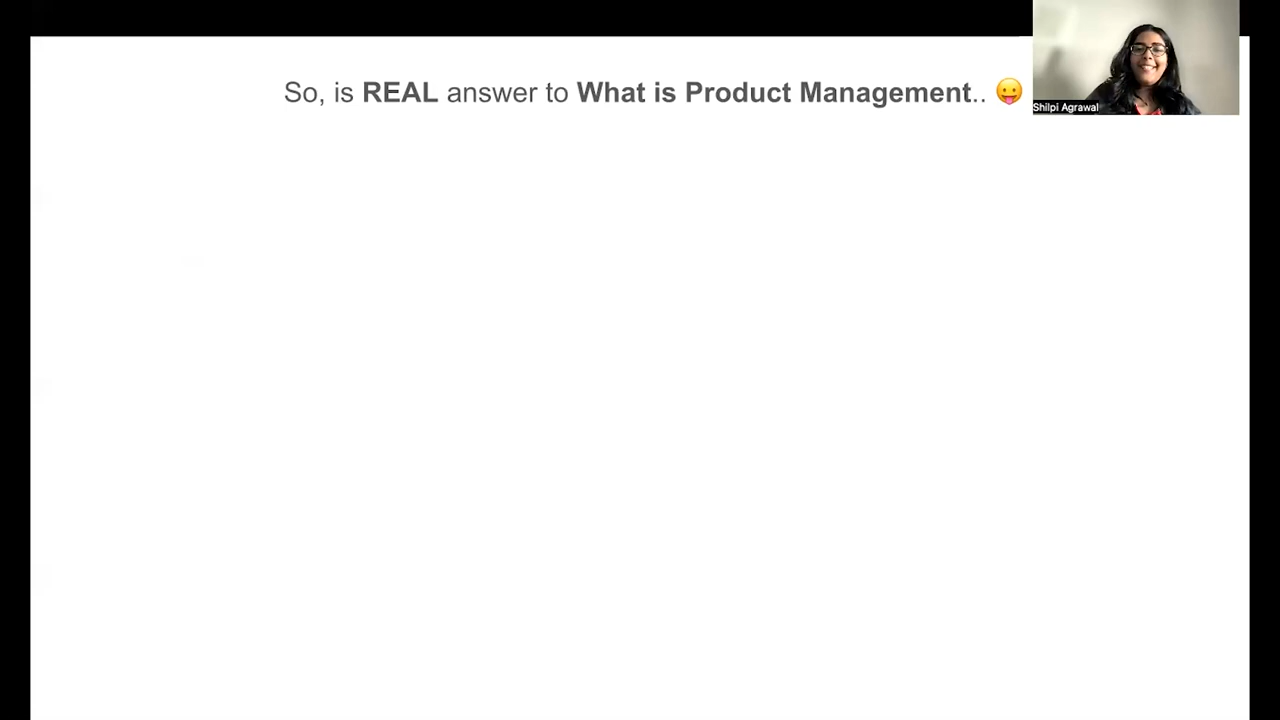 So, is REAL answer to What is Product Management.. 😛
Shilpi Agrawal